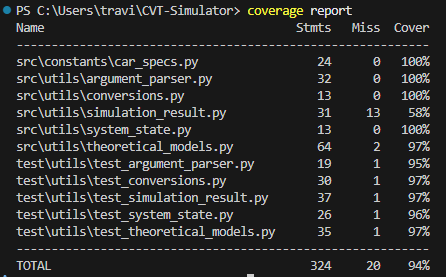 PS C:\Users\travi\CVT-Simulator> coverage report
Name                                  Stmts   Miss  Cover
---------------------------------------------------------
src\constants\car_specs.py               24      0   100%
src\utils\argument_parser.py             32      0   100%
src\utils\conversions.py                 13      0   100%
src\utils\simulation_result.py           31     13    58%
src\utils\system_state.py                13      0   100%
src\utils\theoretical_models.py          64      2    97%
test\utils\test_argument_parser.py       19      1    95%
test\utils\test_conversions.py           30      1    97%
test\utils\test_simulation_result.py     37      1    97%
test\utils\test_system_state.py          26      1    96%
test\utils\test_theoretical_models.py    35      1    97%
---------------------------------------------------------
TOTAL                                   324     20    94%